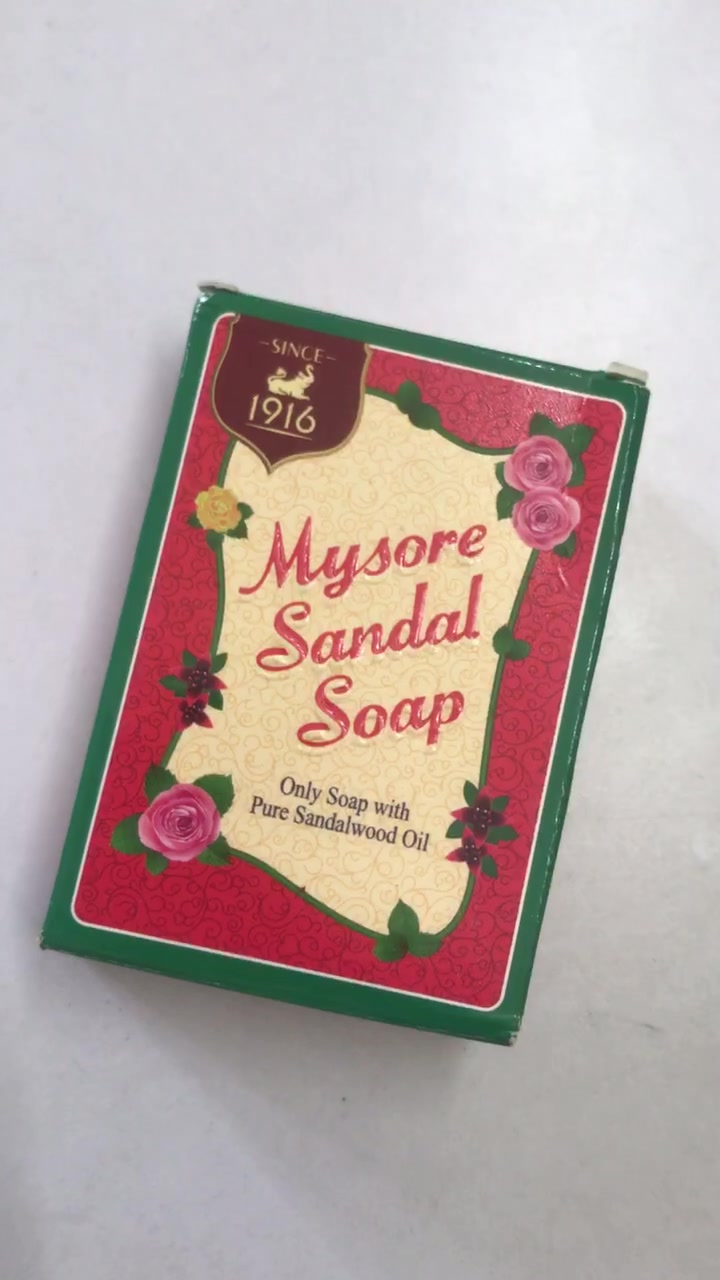 -SINCE-
1916
Mysore
Sandal
Soap
Only Soap with
Pure Sandalwood Oil